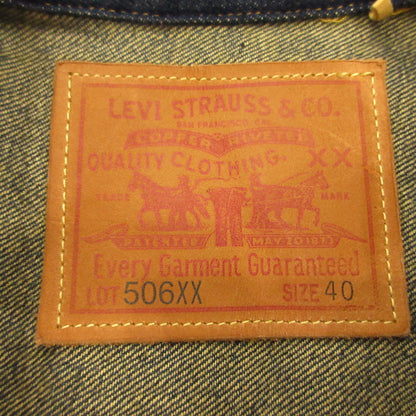 LEVI STRAUSS & CO.
SAN FRANCISCO, CAL.
COPPER RIVETED
QUALITY CLOTHING. XX
TRADE MARK
PATENTED MAY 20 1873
Every Garment Guaranteed
LOT 506XX SIZE 40